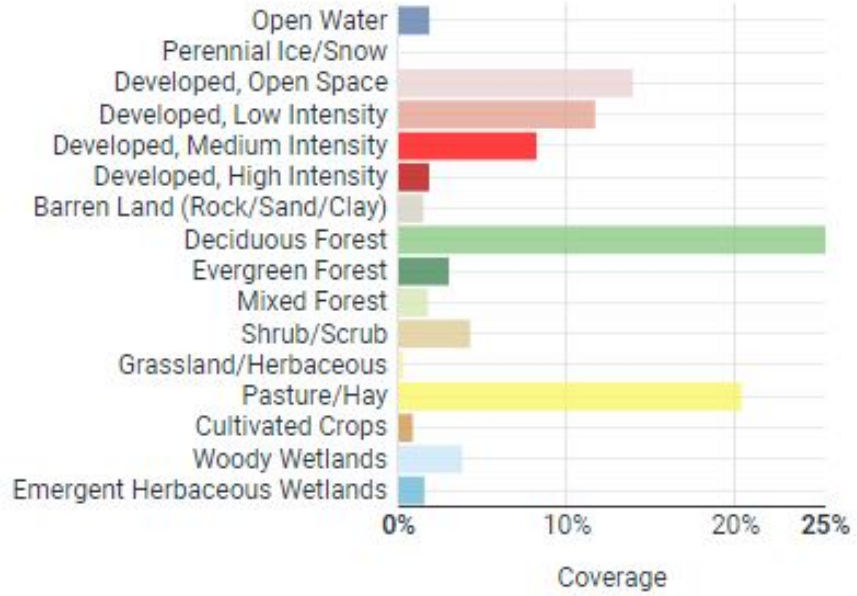 Open Water
Perennial Ice/Snow
Developed, Open Space
Developed, Low Intensity
Developed, Medium Intensity
Developed, High Intensity
Barren Land (Rock/Sand/Clay)
Deciduous Forest
Evergreen Forest
Mixed Forest
Shrub/Scrub
Grassland/Herbaceous
Pasture/Hay
Cultivated Crops
Woody Wetlands
Emergent Herbaceous Wetlands
0% 10% 20% 25%
Coverage